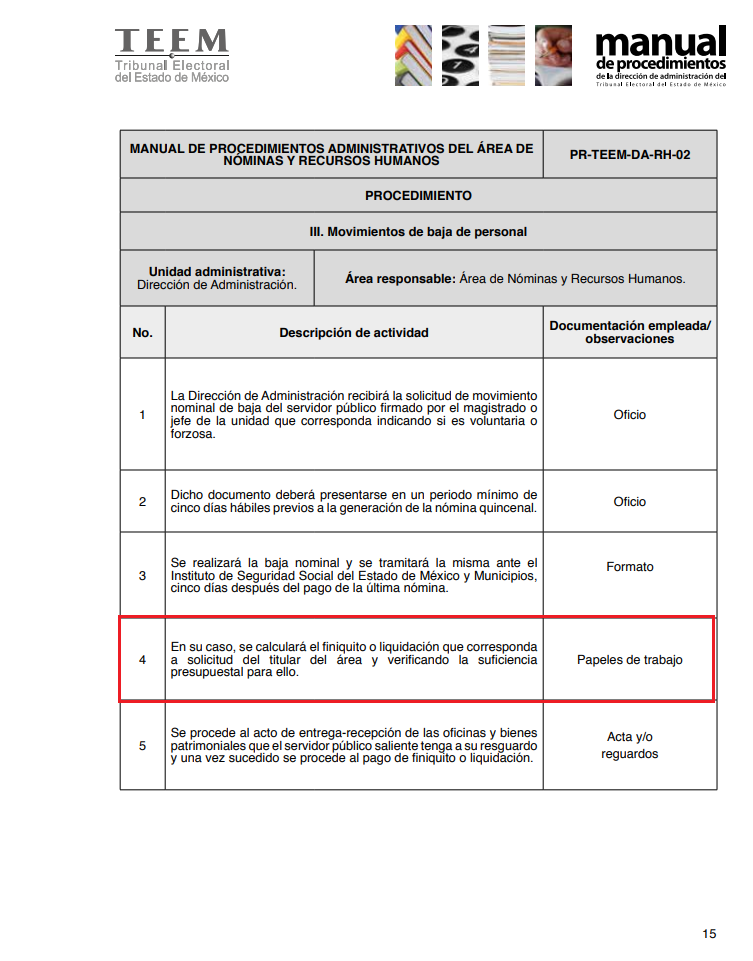 TEEM
Tribunal Electoral
del Estado de México
manual
de procedimientos
de la dirección de administración del
Tribunal Electoral del Estado de México
MANUAL DE PROCEDIMIENTOS ADMINISTRATIVOS DEL ÁREA DE
NÓMINAS Y RECURSOS HUMANOS
PR-TEEM-DA-RH-02
PROCEDIMIENTO
III. Movimientos de baja de personal
Unidad administrativa:
Dirección de Administración.
Área responsable: Área de Nóminas y Recursos Humanos.
No.
Descripción de actividad
Documentación empleada/
observaciones
1
La Dirección de Administración recibirá la solicitud de movimiento
nominal de baja del servidor público firmado por el magistrado o
jefe de la unidad que corresponda indicando si es voluntaria o
forzosa.
Oficio
2
Dicho documento deberá presentarse en un periodo mínimo de
cinco días hábiles previos a la generación de la nómina quincenal.
Oficio
3
Se realizará la baja nominal y se tramitará la misma ante el
Instituto de Seguridad Social del Estado de México y Municipios,
cinco días después del pago de la última nómina.
Formato
4
En su caso, se calculará el finiquito o liquidación que corresponda
a solicitud del titular del área y verificando la suficiencia
presupuestal para ello.
Papeles de trabajo
5
Se procede al acto de entrega-recepción de las oficinas y bienes
patrimoniales que el servidor público saliente tenga a su resguardo
y una vez sucedido se procede al pago de finiquito o liquidación.
Acta y/o
reguardos
15